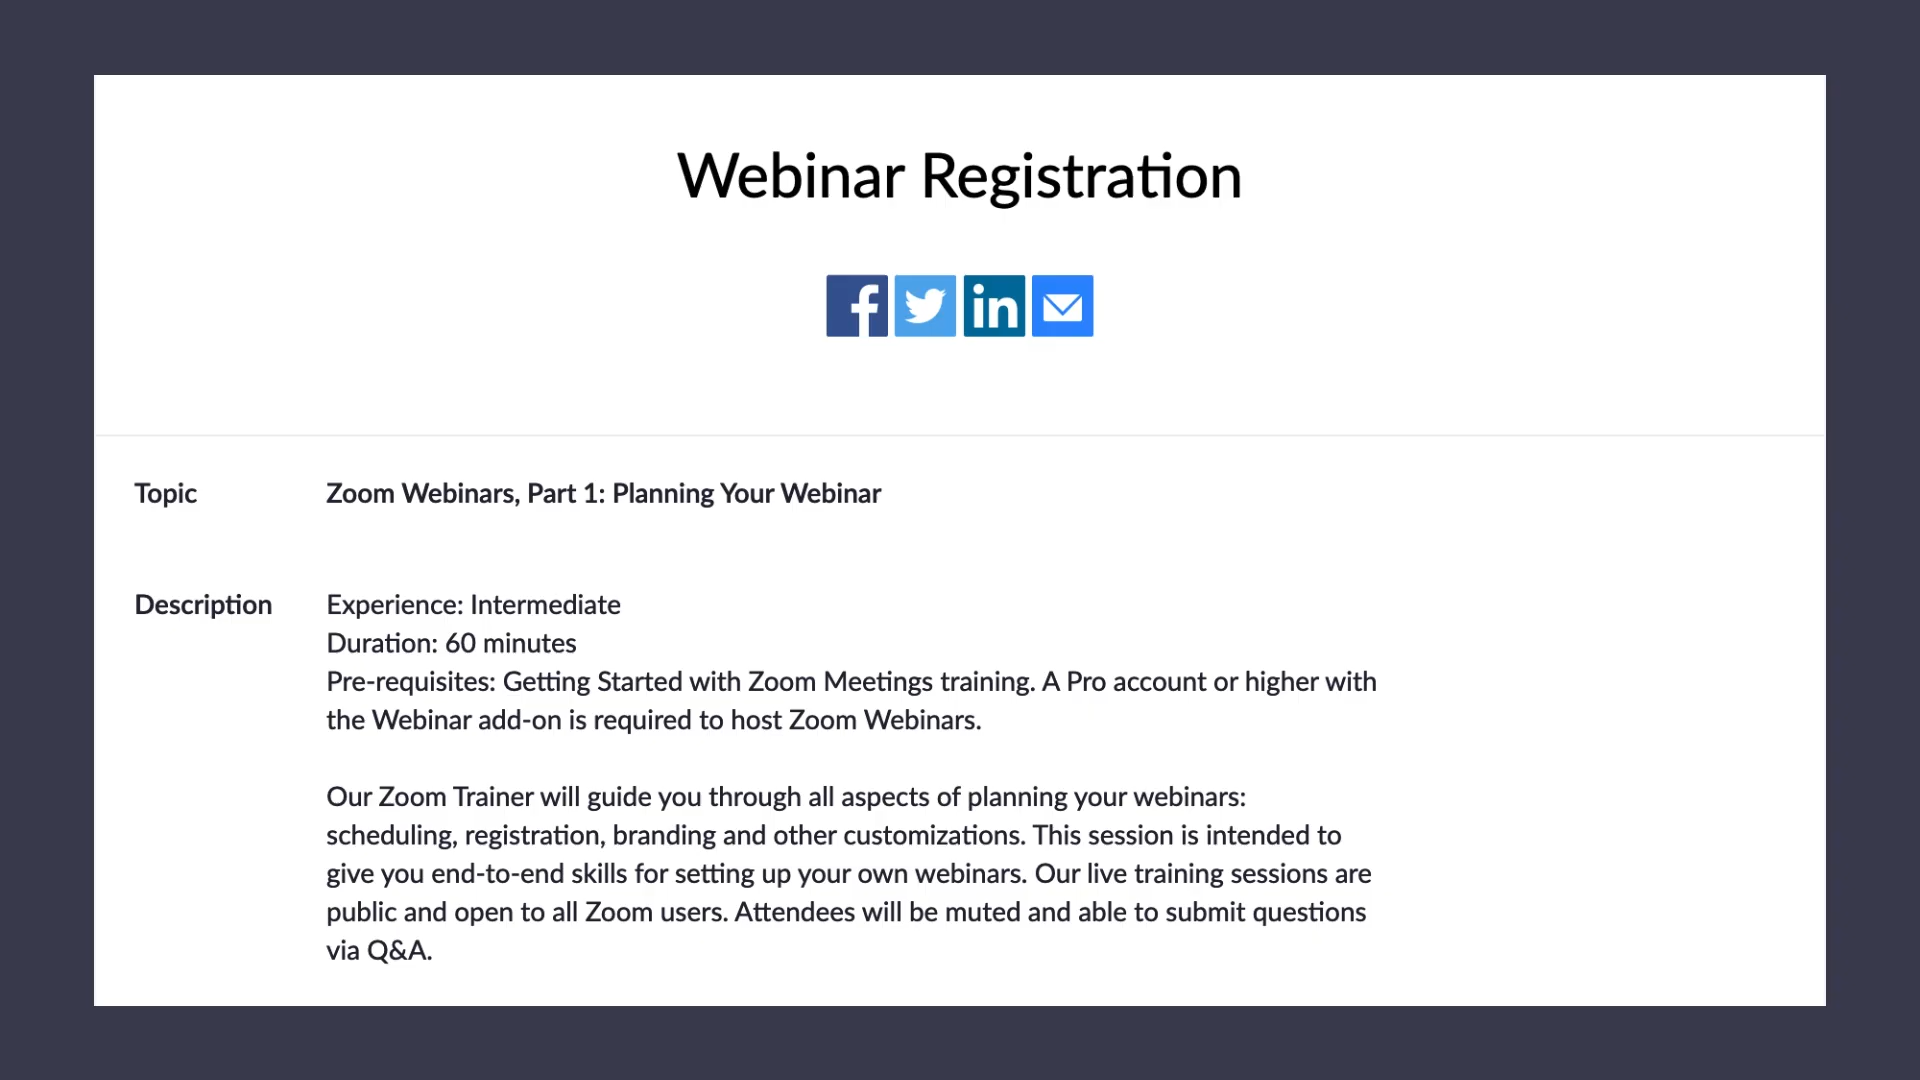 Webinar Registration
f
in
Topic
Zoom Webinars, Part 1: Planning Your Webinar
Description
Experience: Intermediate
Duration: 60 minutes
Pre-requisites: Getting Started with Zoom Meetings training. A Pro account or higher with
the Webinar add-on is required to host Zoom Webinars.
Our Zoom Trainer will guide you through all aspects of planning your webinars:
scheduling, registration, branding and other customizations. This session is intended to
give you end-to-end skills for setting up your own webinars. Our live training sessions are
public and open to all Zoom users. Attendees will be muted and able to submit questions
via Q&A.